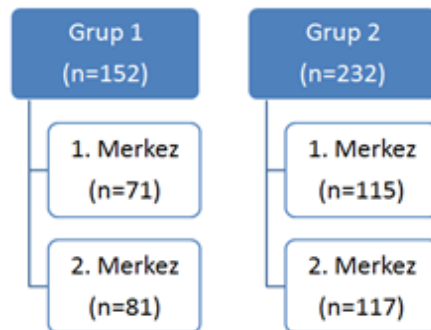 Grup 1
(n=152)
1. Merkez
(n=71)
2. Merkez
(n=81)
Grup 2
(n=232)
1. Merkez
(n=115)
2. Merkez
(n=117)